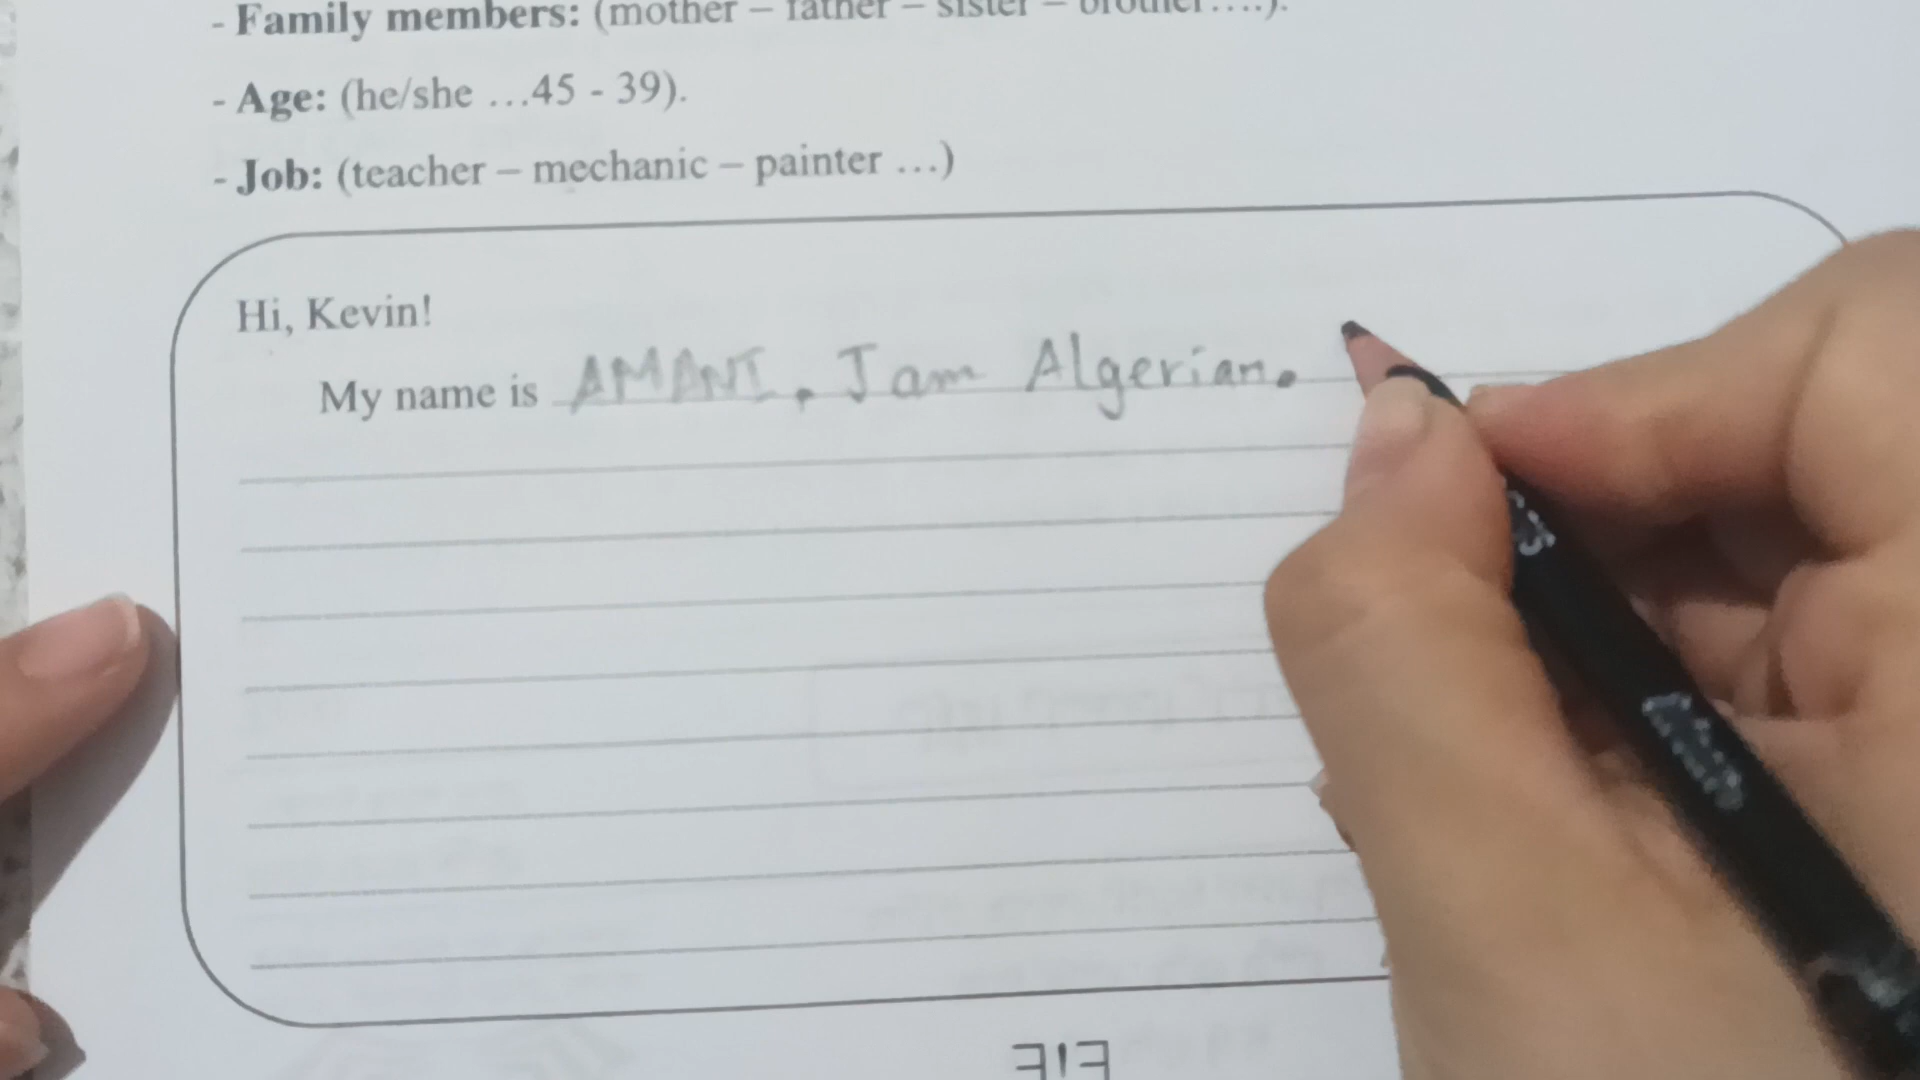 - Family members: (mother – father – sister – brother....).
- Age: (he/she ...45 - 39).
- Job: (teacher – mechanic – painter ...)
Hi, Kevin!
My name is AMANI. I am Algerian.